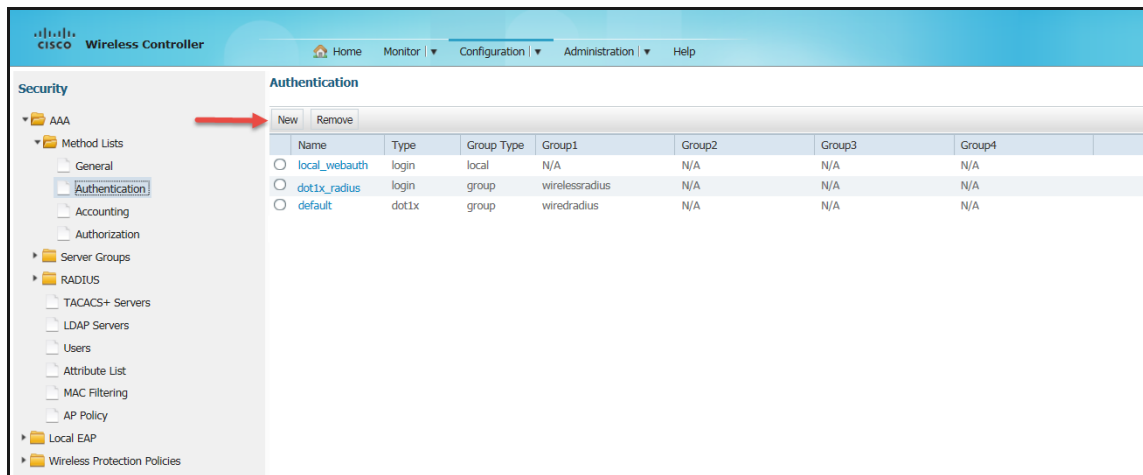 CISCO Wireless Controller
Home Monitor Configuration Administration Help
Security
AAA
Method Lists
General
Authentication
Accounting
Authorization
Server Groups
RADIUS
TACACS+ Servers
LDAP Servers
Users
Attribute List
MAC Filtering
AP Policy
Local EAP
Wireless Protection Policies
Authentication
New Remove
Name Type Group Type Group1 Group2 Group3 Group4
local_webauth login local N/A N/A N/A N/A
dot1x_radius login group wirelessradius N/A N/A N/A
default dot1x group wiredradius N/A N/A N/A